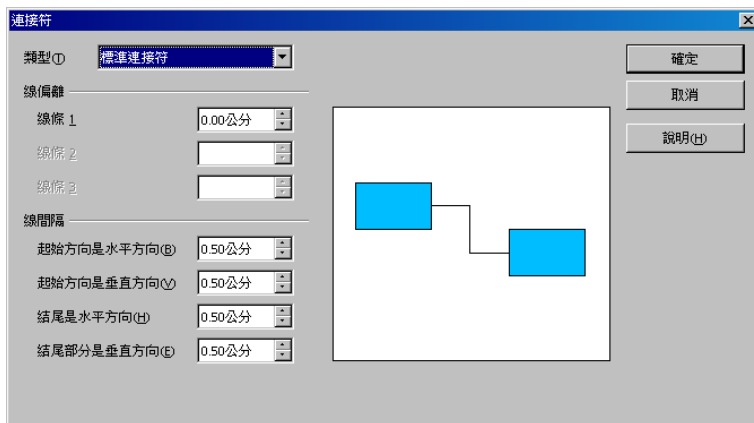 連接符
類型(T) 標準連接符
線偏離
線條 1 0.00公分
線條 2
線條 3
線間隔
起始方向是水平方向(B) 0.50公分
起始方向是垂直方向(V) 0.50公分
結尾是水平方向(H) 0.50公分
結尾部分是垂直方向(E) 0.50公分
確定
取消
說明(H)